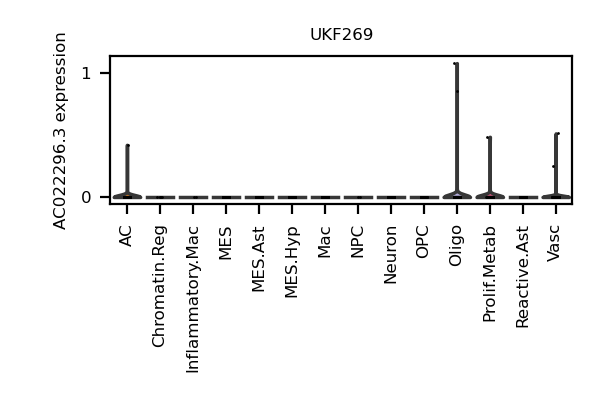 UKF269
AC022296.3 expression
1
0
AC
Chromatin.Reg
Inflammatory.Mac
MES
MES.Ast
MES.Hyp
Mac
NPC
Neuron
OPC
Oligo
Prolif.Metab
Reactive.Ast
Vasc